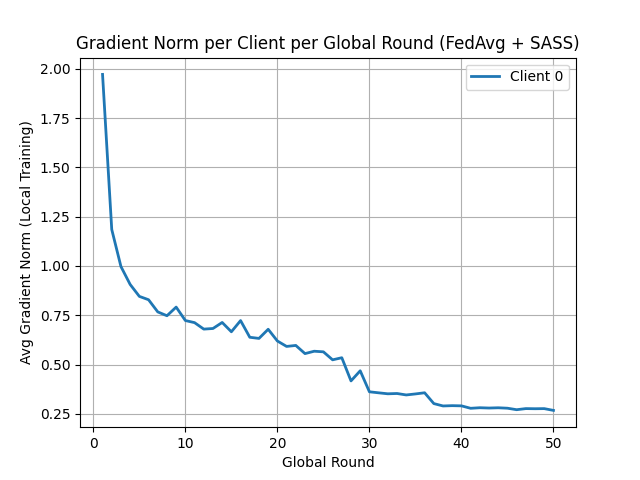 Gradient Norm per Client per Global Round (FedAvg + SASS)
Client 0
Avg Gradient Norm (Local Training)
2.00
1.75
1.50
1.25
1.00
0.75
0.50
0.25
0 10 20 30 40 50
Global Round